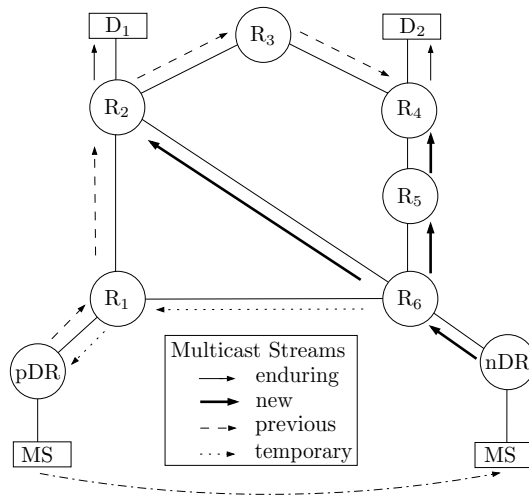 D1 D2
R3
R2 R4
R5
R1 R6
pDR nDR
Multicast Streams
enduring
new
previous
temporary
MS MS